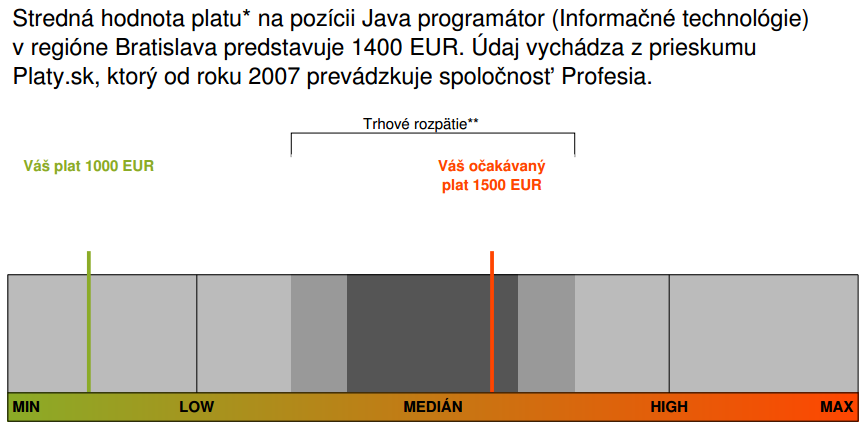 Stredná hodnota platu* na pozícii Java programátor (Informačné technológie)
v regióne Bratislava predstavuje 1400 EUR. Údaj vychádza z prieskumu
Platy.sk, ktorý od roku 2007 prevádzkuje spoločnosť Profesia.
Trhové rozpätie**
Váš plat 1000 EUR
Váš očakávaný
plat 1500 EUR
MIN LOW MEDIÁN HIGH MAX